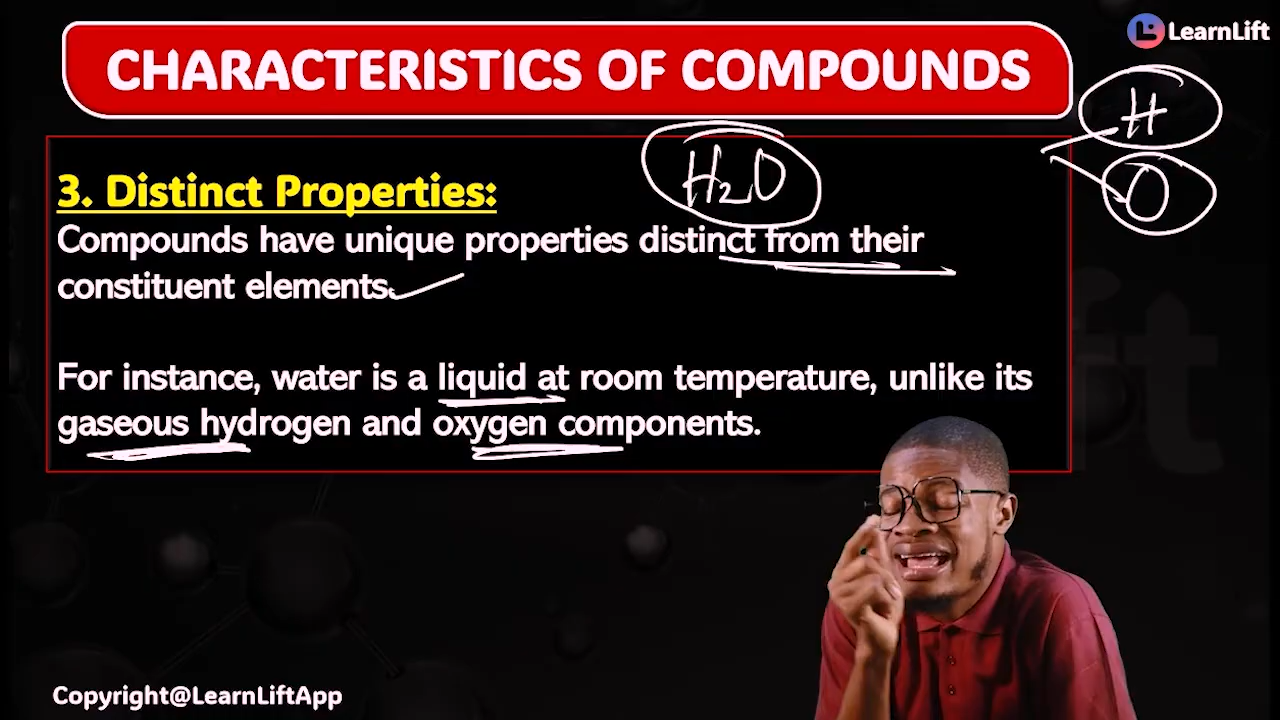 LearnLift
CHARACTERISTICS OF COMPOUNDS
H
H₂O
O
3. Distinct Properties:
Compounds have unique properties distinct from their
constituent elements.
For instance, water is a liquid at room temperature, unlike its
gaseous hydrogen and oxygen components.
Copyright@LearnLiftApp